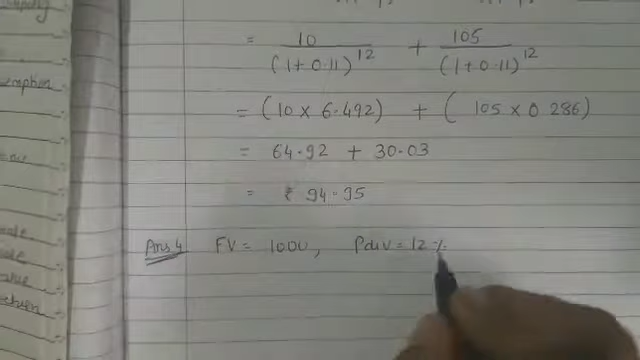 = 10 / (1+0.11)^12 + 105 / (1+0.11)^12
= (10 x 6.492) + (105 x 0.286)
= 64.92 + 30.03
= ₹ 94.95
Ans 4 FV = 1000, Pdiv = 12%
emption